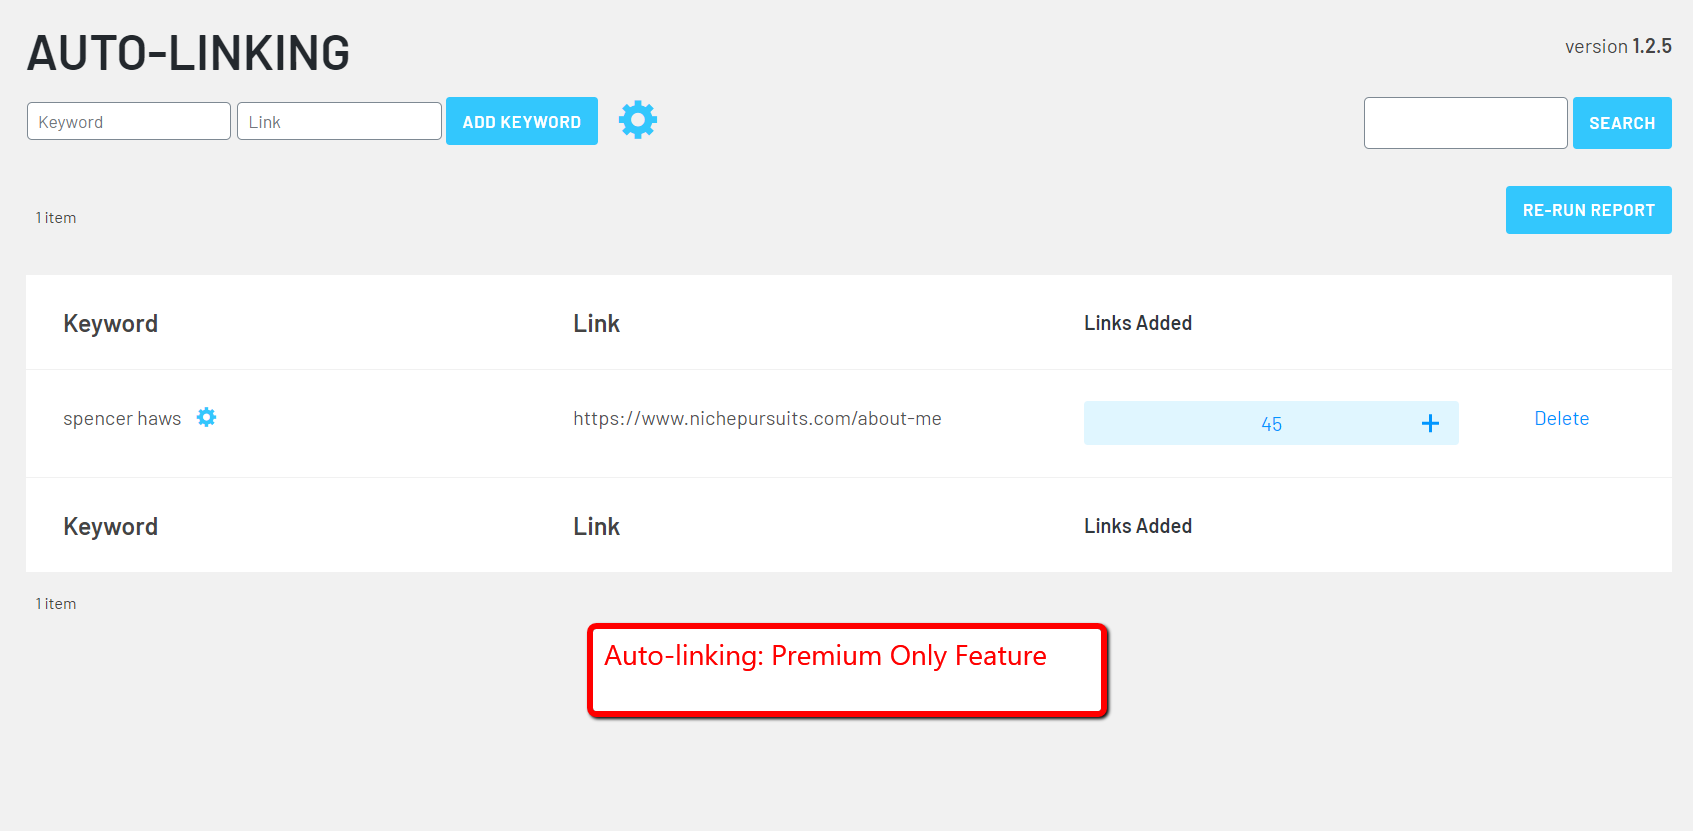 AUTO-LINKING
version 1.2.5
Keyword Link ADD KEYWORD SEARCH
1 item
RE-RUN REPORT
Keyword Link Links Added
spencer haws https://www.nichepursuits.com/about-me 45 + Delete
Keyword Link Links Added
1 item
Auto-linking: Premium Only Feature